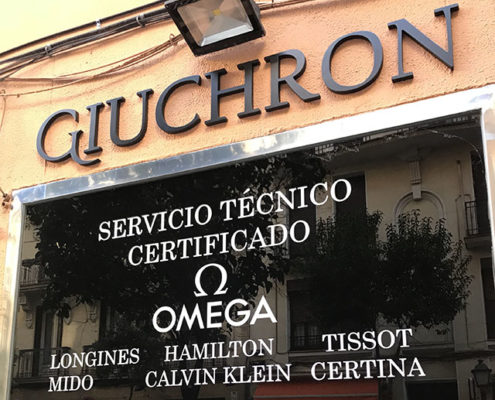 GIUCHRON
SERVICIO TÉCNICO
CERTIFICADO
Ω
OMEGA
LONGINES HAMILTON TISSOT
MIDO CALVIN KLEIN CERTINA